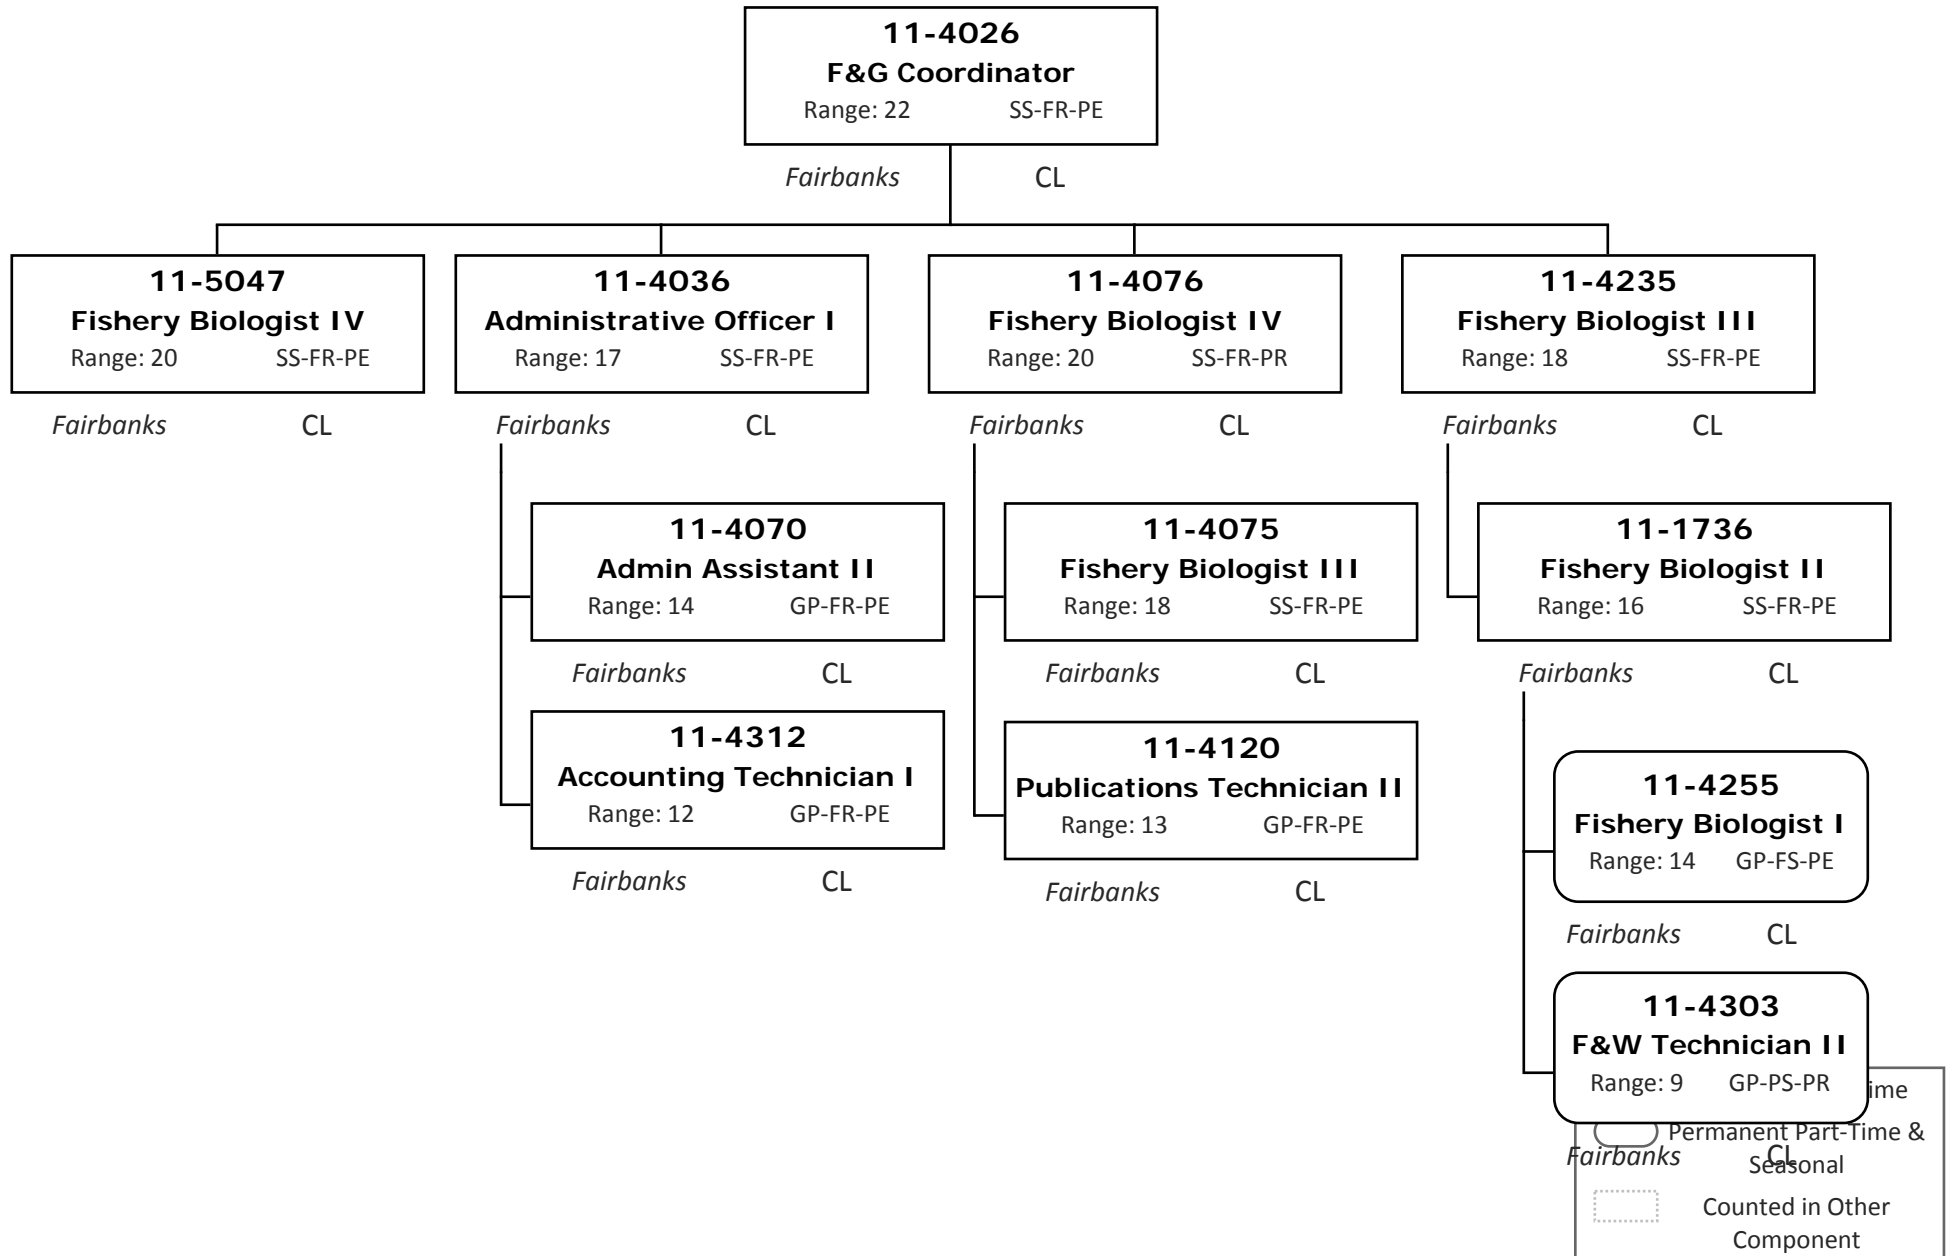 11-4026
F&G Coordinator
Range: 22 SS-FR-PE
Fairbanks CL
11-5047
Fishery Biologist IV
Range: 20 SS-FR-PE
Fairbanks CL
11-4036
Administrative Officer I
Range: 17 SS-FR-PE
Fairbanks CL
11-4070
Admin Assistant II
Range: 14 GP-FR-PE
Fairbanks CL
11-4312
Accounting Technician I
Range: 12 GP-FR-PE
Fairbanks CL
11-4076
Fishery Biologist IV
Range: 20 SS-FR-PR
Fairbanks CL
11-4075
Fishery Biologist III
Range: 18 SS-FR-PE
Fairbanks CL
11-4120
Publications Technician II
Range: 13 GP-FR-PE
Fairbanks CL
11-4235
Fishery Biologist III
Range: 18 SS-FR-PE
Fairbanks CL
11-1736
Fishery Biologist II
Range: 16 SS-FR-PE
Fairbanks CL
11-4255
Fishery Biologist I
Range: 14 GP-FS-PE
Fairbanks CL
11-4303
F&W Technician II
Range: 9 GP-PS-PR
Fairbanks CL
ime
Permanent Part-Time &
Seasonal
Counted in Other
Component